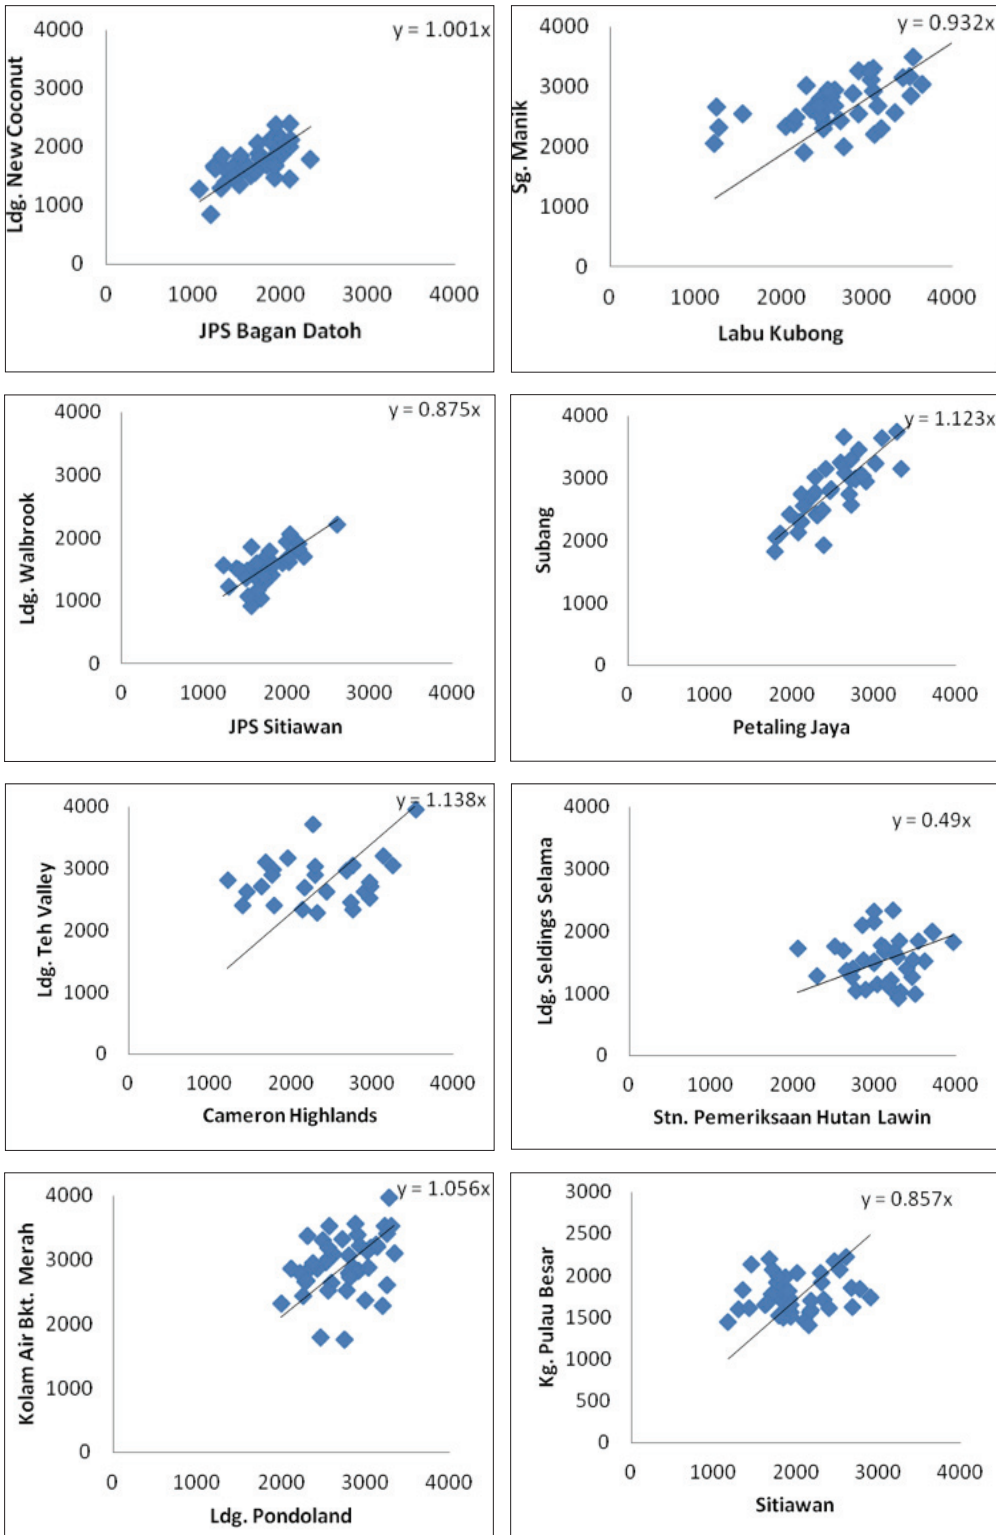 y = 1.001x
4000
3000
2000
1000
0
Ldg. New Coconut
0 1000 2000 3000 4000
JPS Bagan Datoh
y = 0.932x
4000
3000
2000
1000
0
Sg. Manik
0 1000 2000 3000 4000
Labu Kubong
y = 0.875x
4000
3000
2000
1000
0
Ldg. Walbrook
0 1000 2000 3000 4000
JPS Sitiawan
y = 1.123x
4000
3000
2000
1000
0
Subang
0 1000 2000 3000 4000
Petaling Jaya
y = 1.138x
4000
3000
2000
1000
0
Ldg. Teh Valley
0 1000 2000 3000 4000
Cameron Highlands
y = 0.49x
4000
3000
2000
1000
0
Ldg. Seldings Selama
0 1000 2000 3000 4000
Stn. Pemeriksaan Hutan Lawin
y = 1.056x
4000
3000
2000
1000
0
Kolam Air Bkt. Merah
0 1000 2000 3000 4000
Ldg. Pondoland
y = 0.857x
3000
2500
2000
1500
1000
500
0
Kg. Pulau Besar
0 1000 2000 3000 4000
Sitiawan